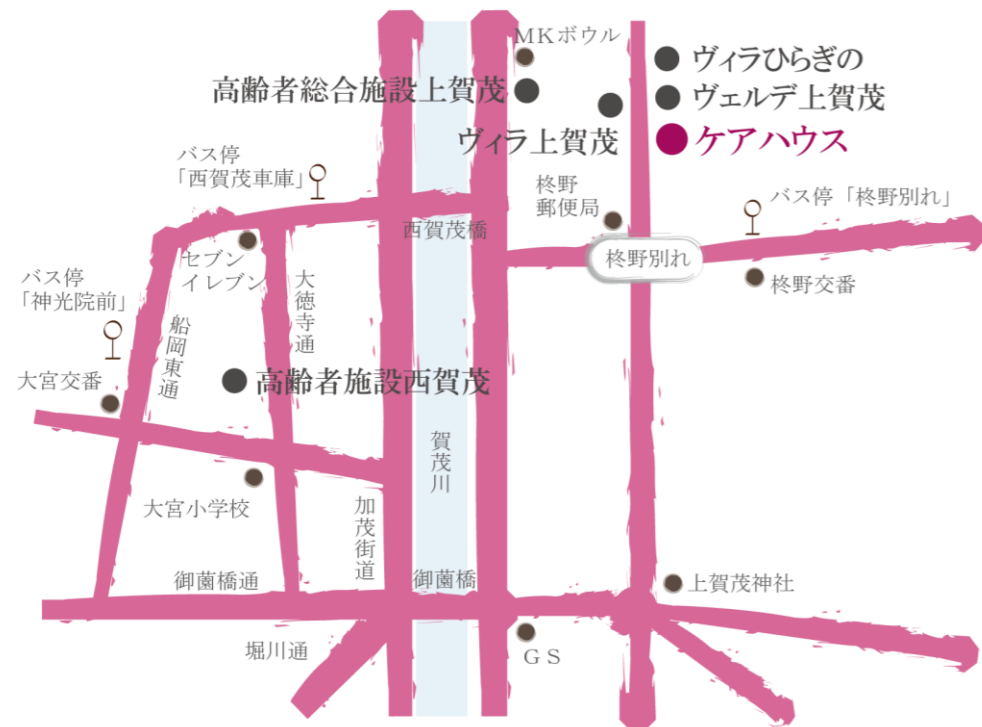 MKボウル
ヴィラひらぎの
高齢者総合施設上賀茂
ヴェルデ上賀茂
ヴィラ上賀茂
ケアハウス
バス停
「西賀茂車庫」
柊野
郵便局
バス停「柊野別れ」
西賀茂橋
柊野別れ
セブン
イレブン
柊野交番
バス停
「神光院前」
大徳寺通
船岡東通
大宮交番
高齢者施設西賀茂
賀茂川
大宮小学校
加茂街道
御薗橋通
御薗橋
上賀茂神社
堀川通
GS